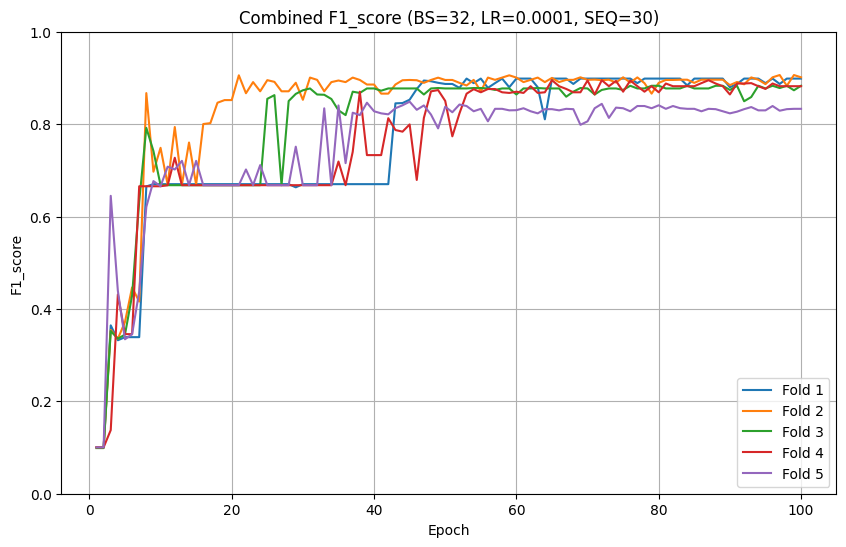 Combined F1_score (BS=32, LR=0.0001, SEQ=30)
1.0
0.8
0.6
0.4
0.2
0.0
F1_score
Fold 1
Fold 2
Fold 3
Fold 4
Fold 5
0 20 40 60 80 100
Epoch